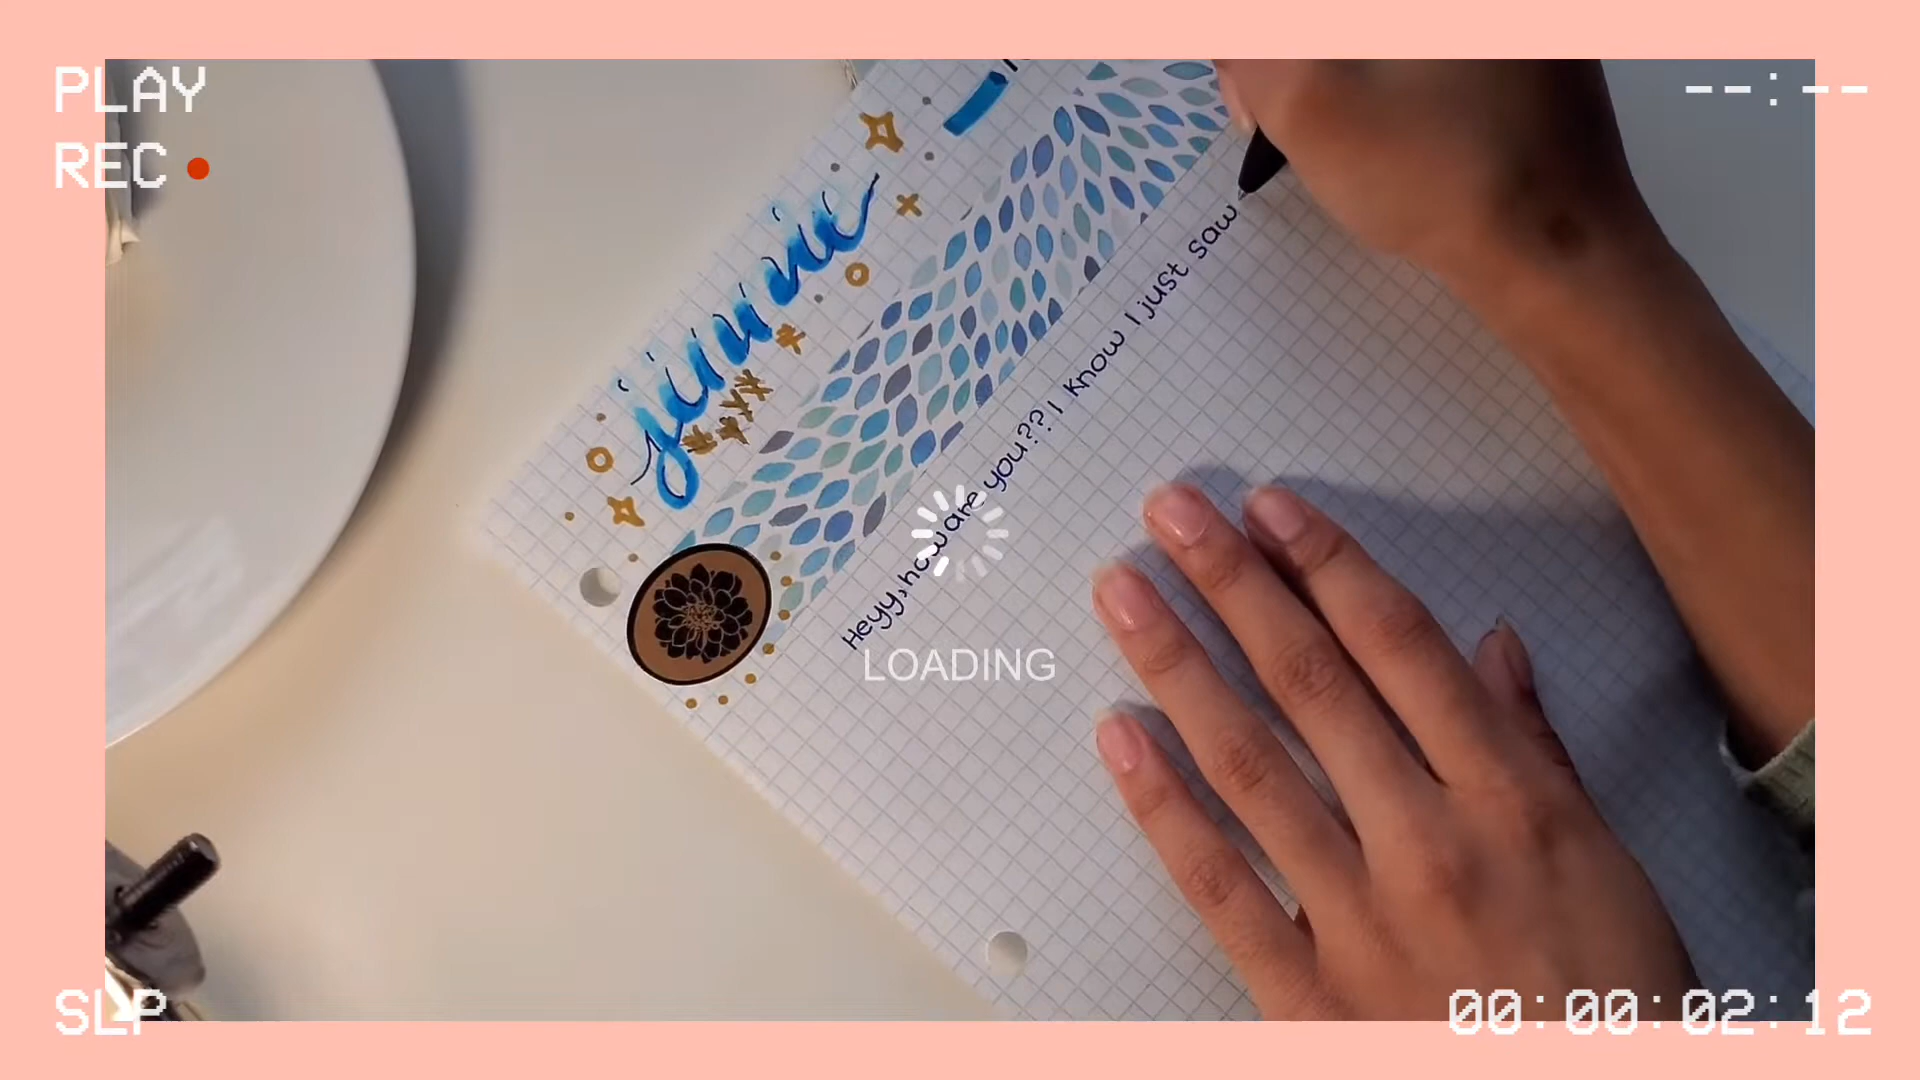 PLAY
--:--
REC
Heyy, how are you?? I know I just saw
LOADING
SLP
00:00:02:12